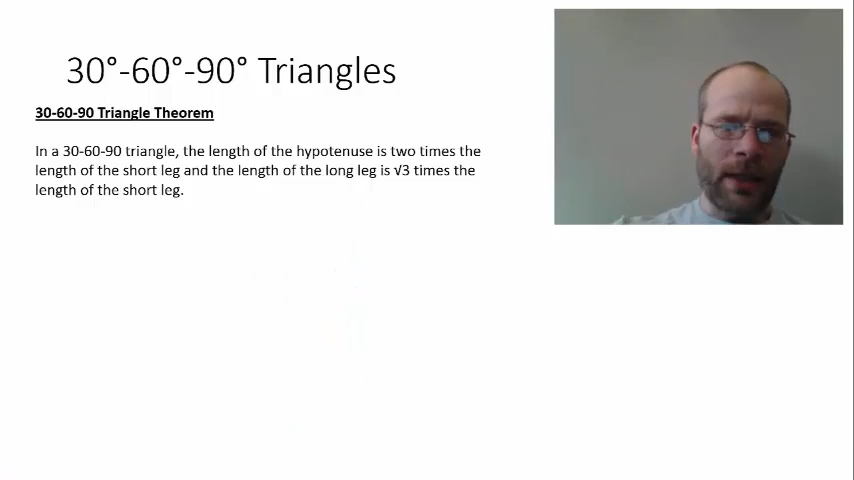 30°-60°-90° Triangles
30-60-90 Triangle Theorem
In a 30-60-90 triangle, the length of the hypotenuse is two times the
length of the short leg and the length of the long leg is √3 times the
length of the short leg.